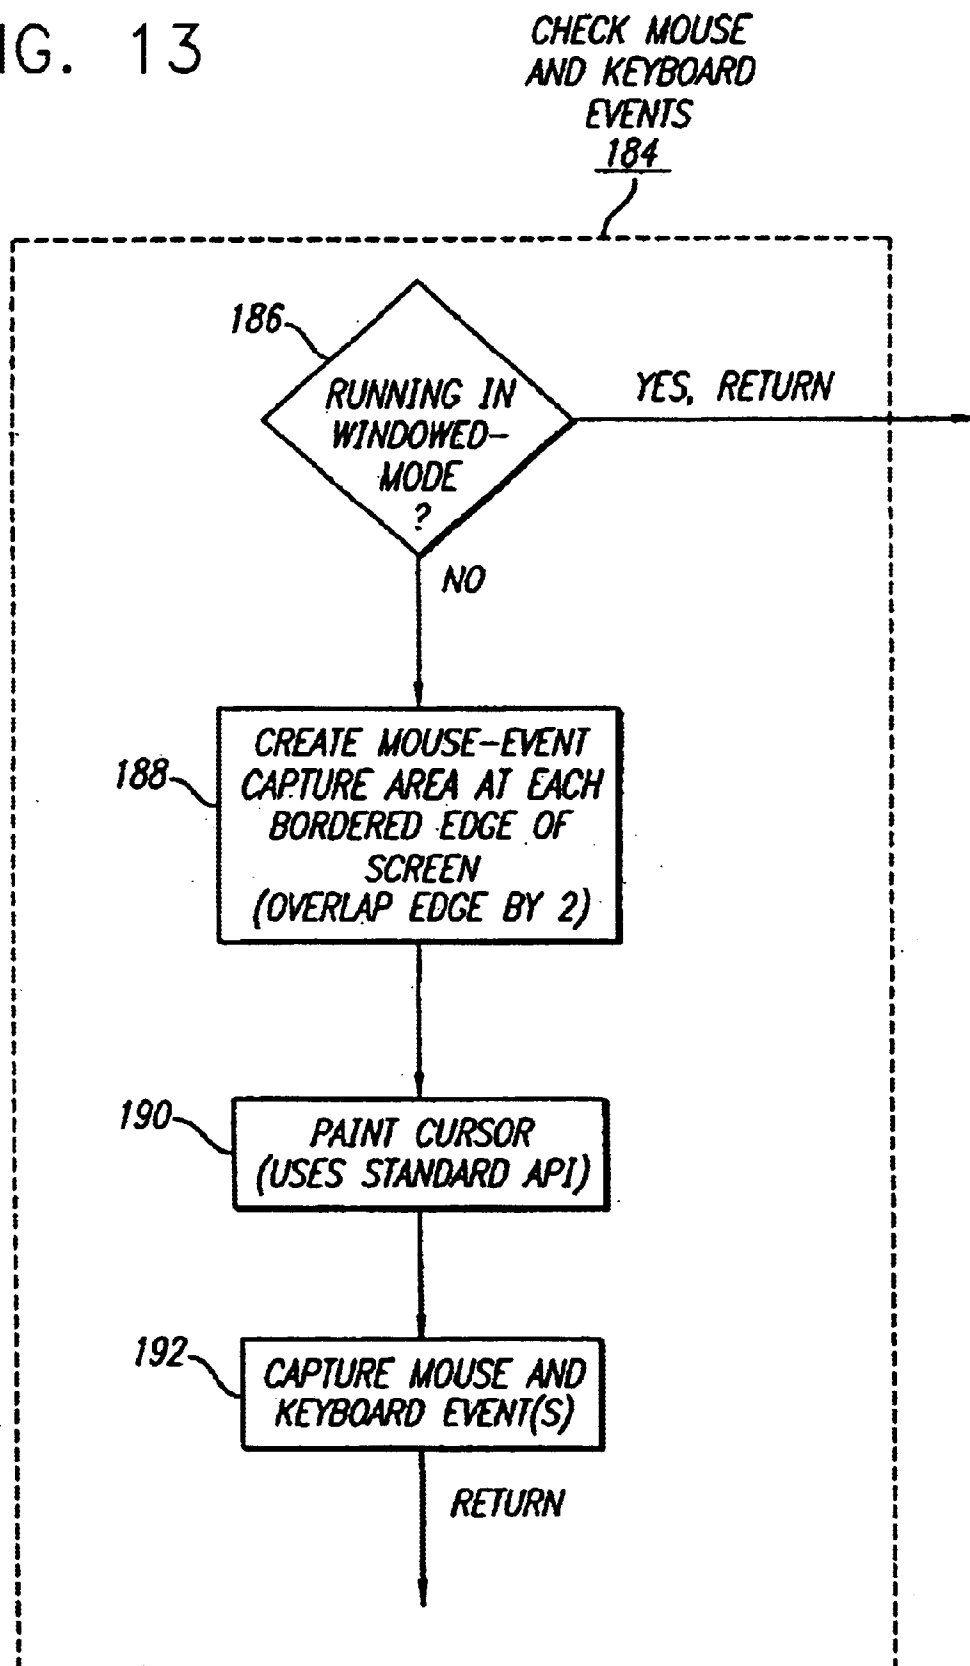 IG. 13
CHECK MOUSE
AND KEYBOARD
EVENTS
184
186
RUNNING IN
WINDOWED-
MODE
?
YES, RETURN
NO
188
CREATE MOUSE-EVENT
CAPTURE AREA AT EACH
BORDERED EDGE OF
SCREEN
(OVERLAP EDGE BY 2)
190
PAINT CURSOR
(USES STANDARD API)
192
CAPTURE MOUSE AND
KEYBOARD EVENT(S)
RETURN